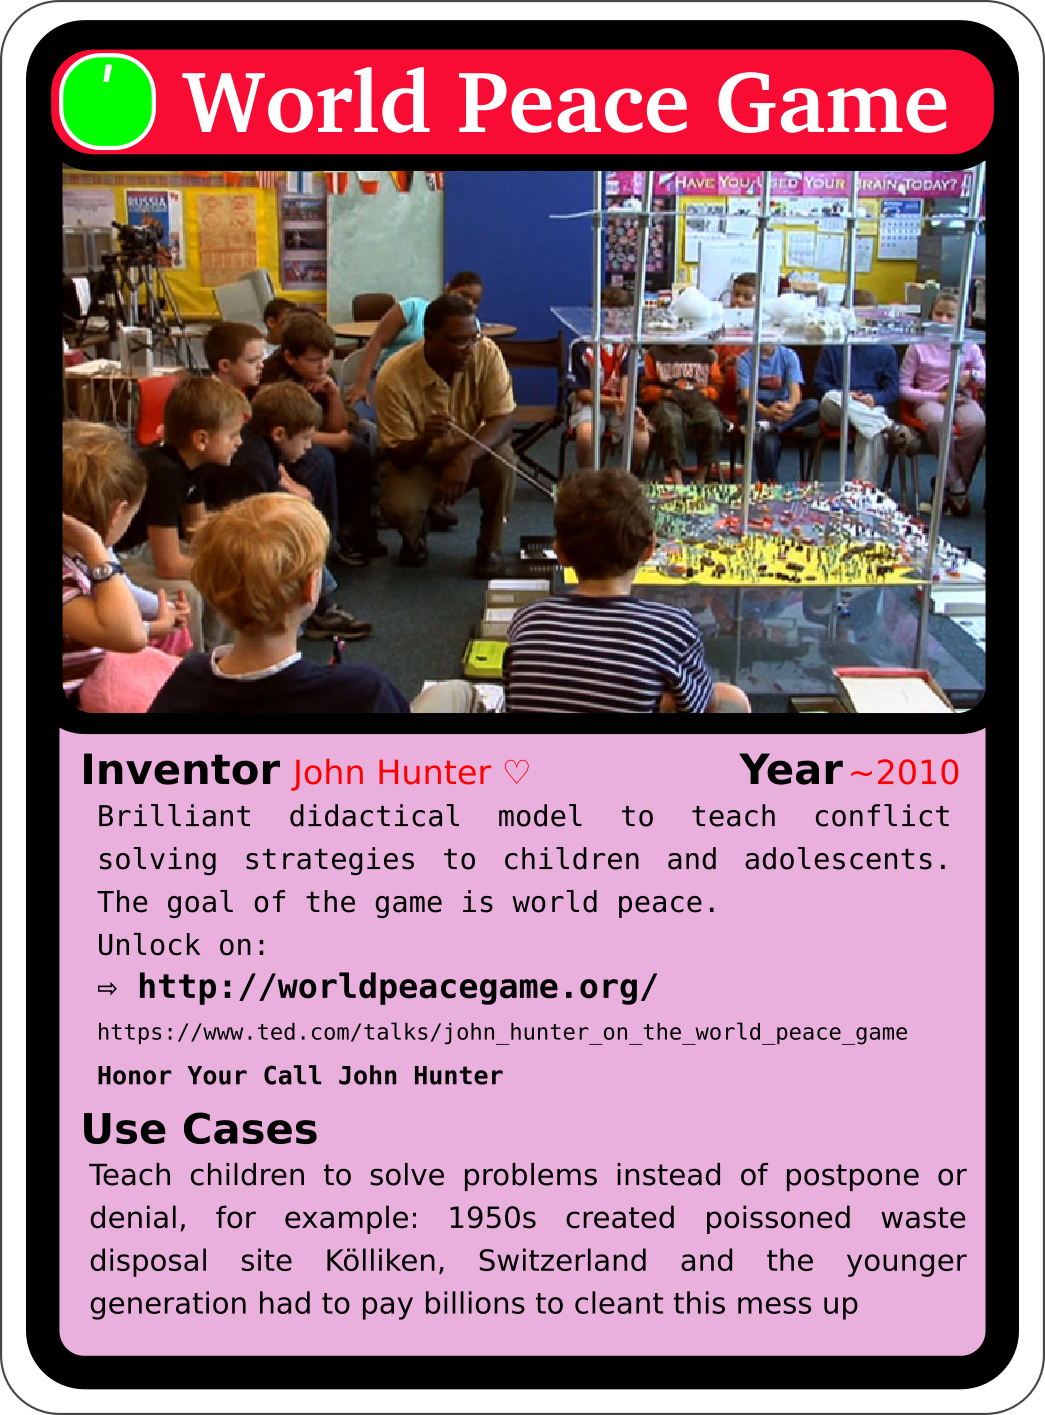 ' World Peace Game
RUSSIA
HAVE YOU USED YOUR BRAIN TODAY?
Inventor John Hunter ♡ Year ~2010
Brilliant didactical model to teach conflict
solving strategies to children and adolescents.
The goal of the game is world peace.
Unlock on:
⇨ http://worldpeacegame.org/
https://www.ted.com/talks/john_hunter_on_the_world_peace_game
Honor Your Call John Hunter
Use Cases
Teach children to solve problems instead of postpone or
denial, for example: 1950s created poissoned waste
disposal site Kölliken, Switzerland and the younger
generation had to pay billions to cleant this mess up